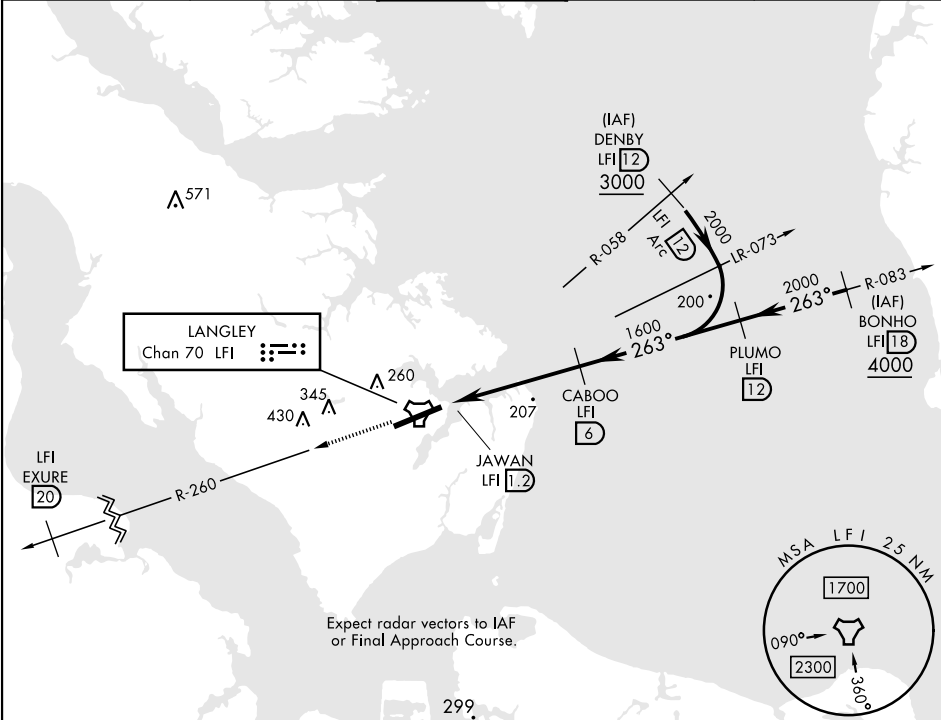 (IAF)
DENBY
LFI 12
3000
571
R-058
LFI
12
Arc
2000
LR-073
200
2000
263°
R-083
(IAF)
BONHO
LFI 18
4000
1600
263°
PLUMO
LFI
12
LANGLEY
Chan 70 LFI
260
345
430
CABOO
LFI
6
207
JAWAN
LFI 1.2
LFI
EXURE
20
R-260
Expect radar vectors to IAF
or Final Approach Course.
299
MSA LFI 25 NM
1700
090°
2300
360°